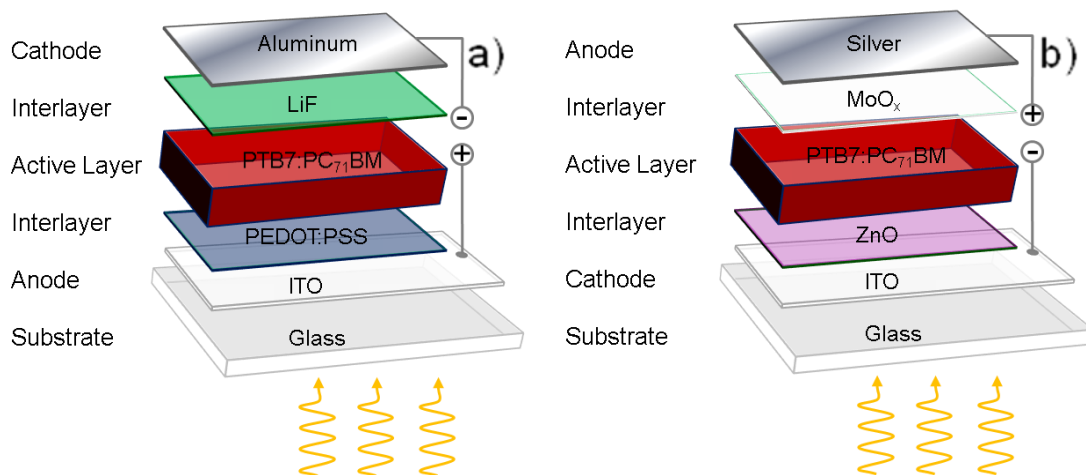 a)
Cathode
Aluminum
Interlayer
LiF
-
Active Layer
PTB7:PC₇₁BM
+
Interlayer
PEDOT:PSS
Anode
ITO
Substrate
Glass
b)
Anode
Silver
Interlayer
MoOₓ
+
Active Layer
PTB7:PC₇₁BM
-
Interlayer
ZnO
Cathode
ITO
Substrate
Glass